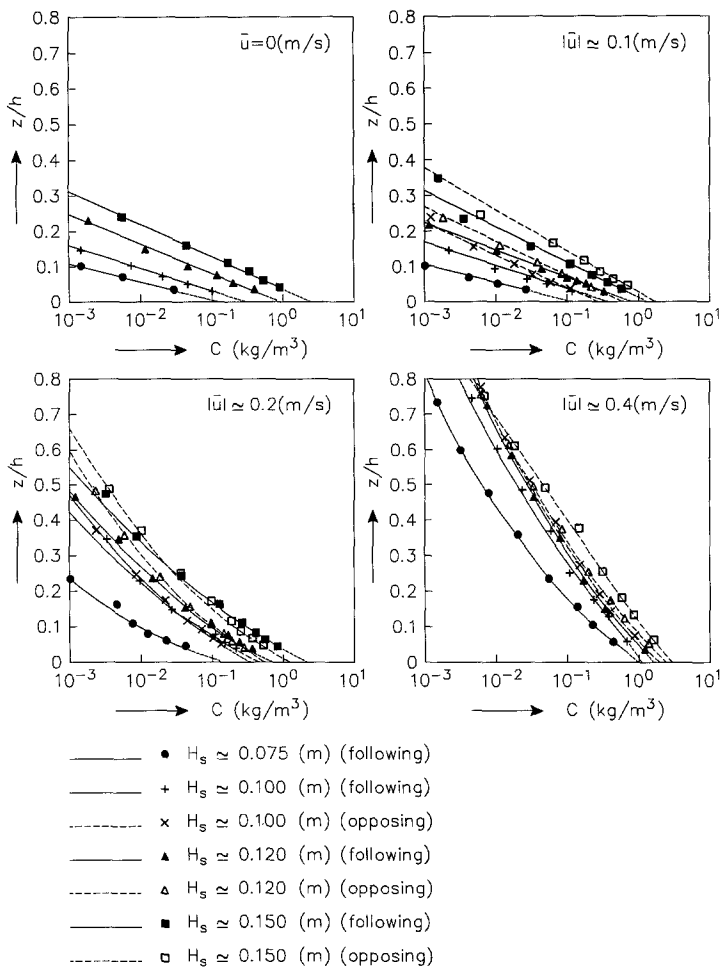 ū=0(m/s)
z/h
0.8
0.7
0.6
0.5
0.4
0.3
0.2
0.1
0
10⁻³ 10⁻² 10⁻¹ 10⁰ 10¹
C (kg/m³)
|ū|≃0.1(m/s)
z/h
0.8
0.7
0.6
0.5
0.4
0.3
0.2
0.1
0
10⁻³ 10⁻² 10⁻¹ 10⁰ 10¹
C (kg/m³)
|ū|≃0.2(m/s)
z/h
0.8
0.7
0.6
0.5
0.4
0.3
0.2
0.1
0
10⁻³ 10⁻² 10⁻¹ 10⁰ 10¹
C (kg/m³)
|ū|≃0.4(m/s)
z/h
0.8
0.7
0.6
0.5
0.4
0.3
0.2
0.1
0
10⁻³ 10⁻² 10⁻¹ 10⁰ 10¹
C (kg/m³)
Hₛ ≃ 0.075 (m) (following)
Hₛ ≃ 0.100 (m) (following)
Hₛ ≃ 0.100 (m) (opposing)
Hₛ ≃ 0.120 (m) (following)
Hₛ ≃ 0.120 (m) (opposing)
Hₛ ≃ 0.150 (m) (following)
Hₛ ≃ 0.150 (m) (opposing)